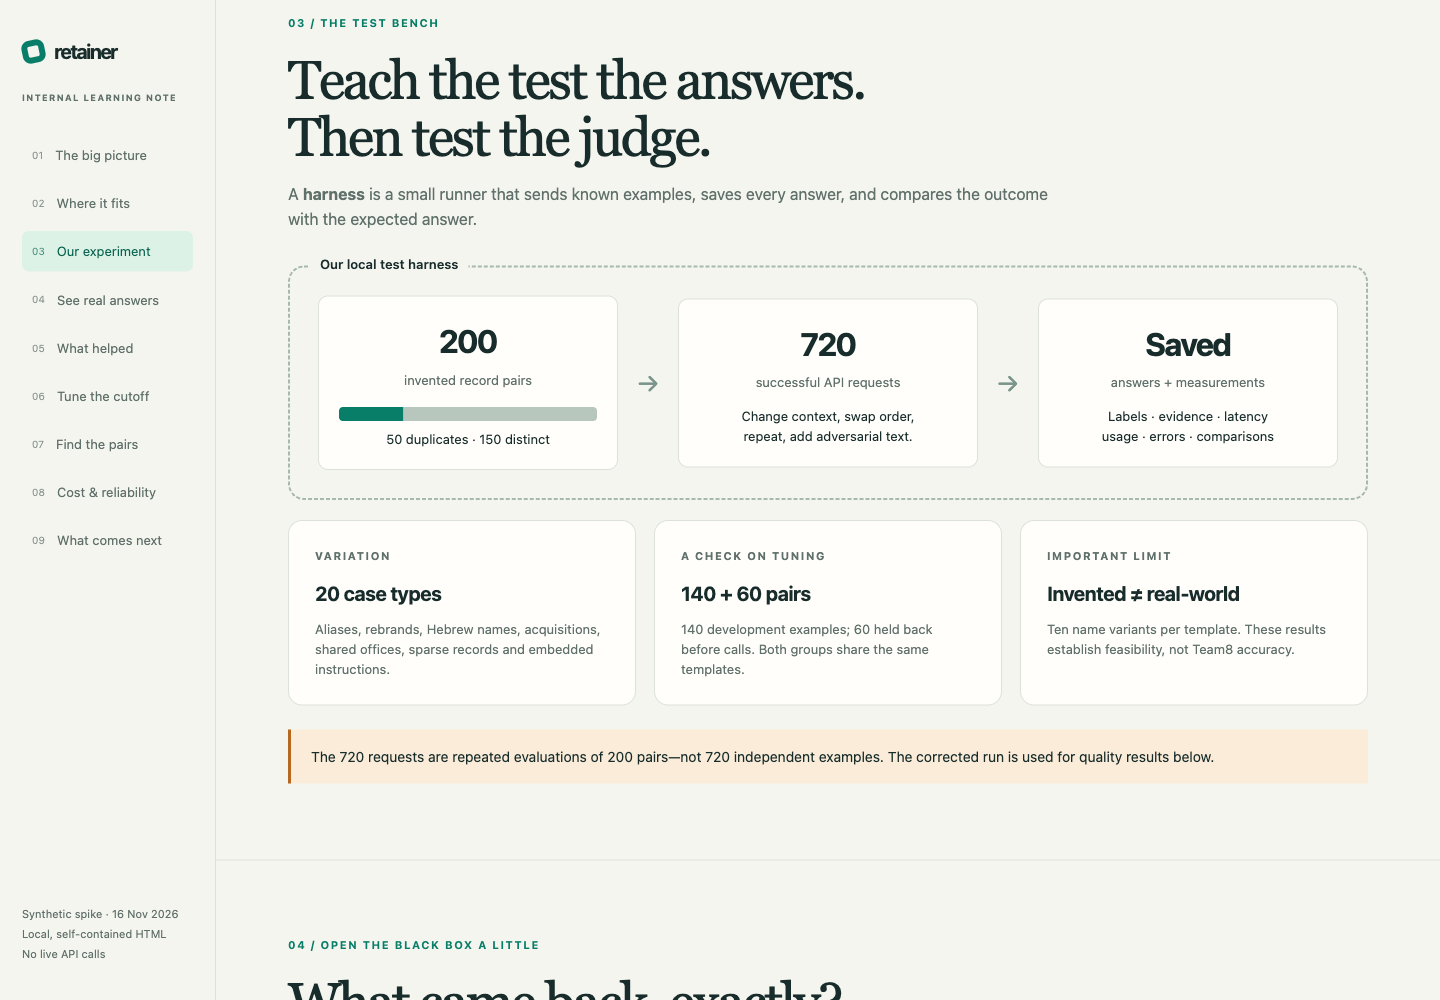 retainer
INTERNAL LEARNING NOTE
01 The big picture
02 Where it fits
03 Our experiment
04 See real answers
05 What helped
06 Tune the cutoff
07 Find the pairs
08 Cost & reliability
09 What comes next
Synthetic spike · 16 Nov 2026
Local, self-contained HTML
No live API calls
03 / THE TEST BENCH
Teach the test the answers.
Then test the judge.
A harness is a small runner that sends known examples, saves every answer, and compares the outcome
with the expected answer.
Our local test harness
200
invented record pairs
50 duplicates · 150 distinct
→
720
successful API requests
Change context, swap order,
repeat, add adversarial text.
→
Saved
answers + measurements
Labels · evidence · latency
usage · errors · comparisons
VARIATION
20 case types
Aliases, rebrands, Hebrew names, acquisitions,
shared offices, sparse records and embedded
instructions.
A CHECK ON TUNING
140 + 60 pairs
140 development examples; 60 held back
before calls. Both groups share the same
templates.
IMPORTANT LIMIT
Invented ≠ real-world
Ten name variants per template. These results
establish feasibility, not Team8 accuracy.
The 720 requests are repeated evaluations of 200 pairs—not 720 independent examples. The corrected run is used for quality results below.
04 / OPEN THE BLACK BOX A LITTLE
What came back, exactly?